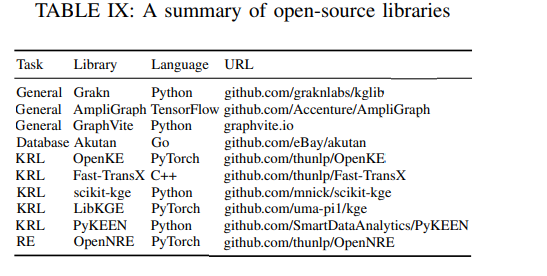 TABLE IX: A summary of open-source libraries
Task Library Language URL
General Grakn Python github.com/graknlabs/kglib
General AmpliGraph TensorFlow github.com/Accenture/AmpliGraph
General GraphVite Python graphvite.io
Database Akutan Go github.com/eBay/akutan
KRL OpenKE PyTorch github.com/thunlp/OpenKE
KRL Fast-TransX C++ github.com/thunlp/Fast-TransX
KRL scikit-kge Python github.com/mnick/scikit-kge
KRL LibKGE PyTorch github.com/uma-pi1/kge
KRL PyKEEN Python github.com/SmartDataAnalytics/PyKEEN
RE OpenNRE PyTorch github.com/thunlp/OpenNRE